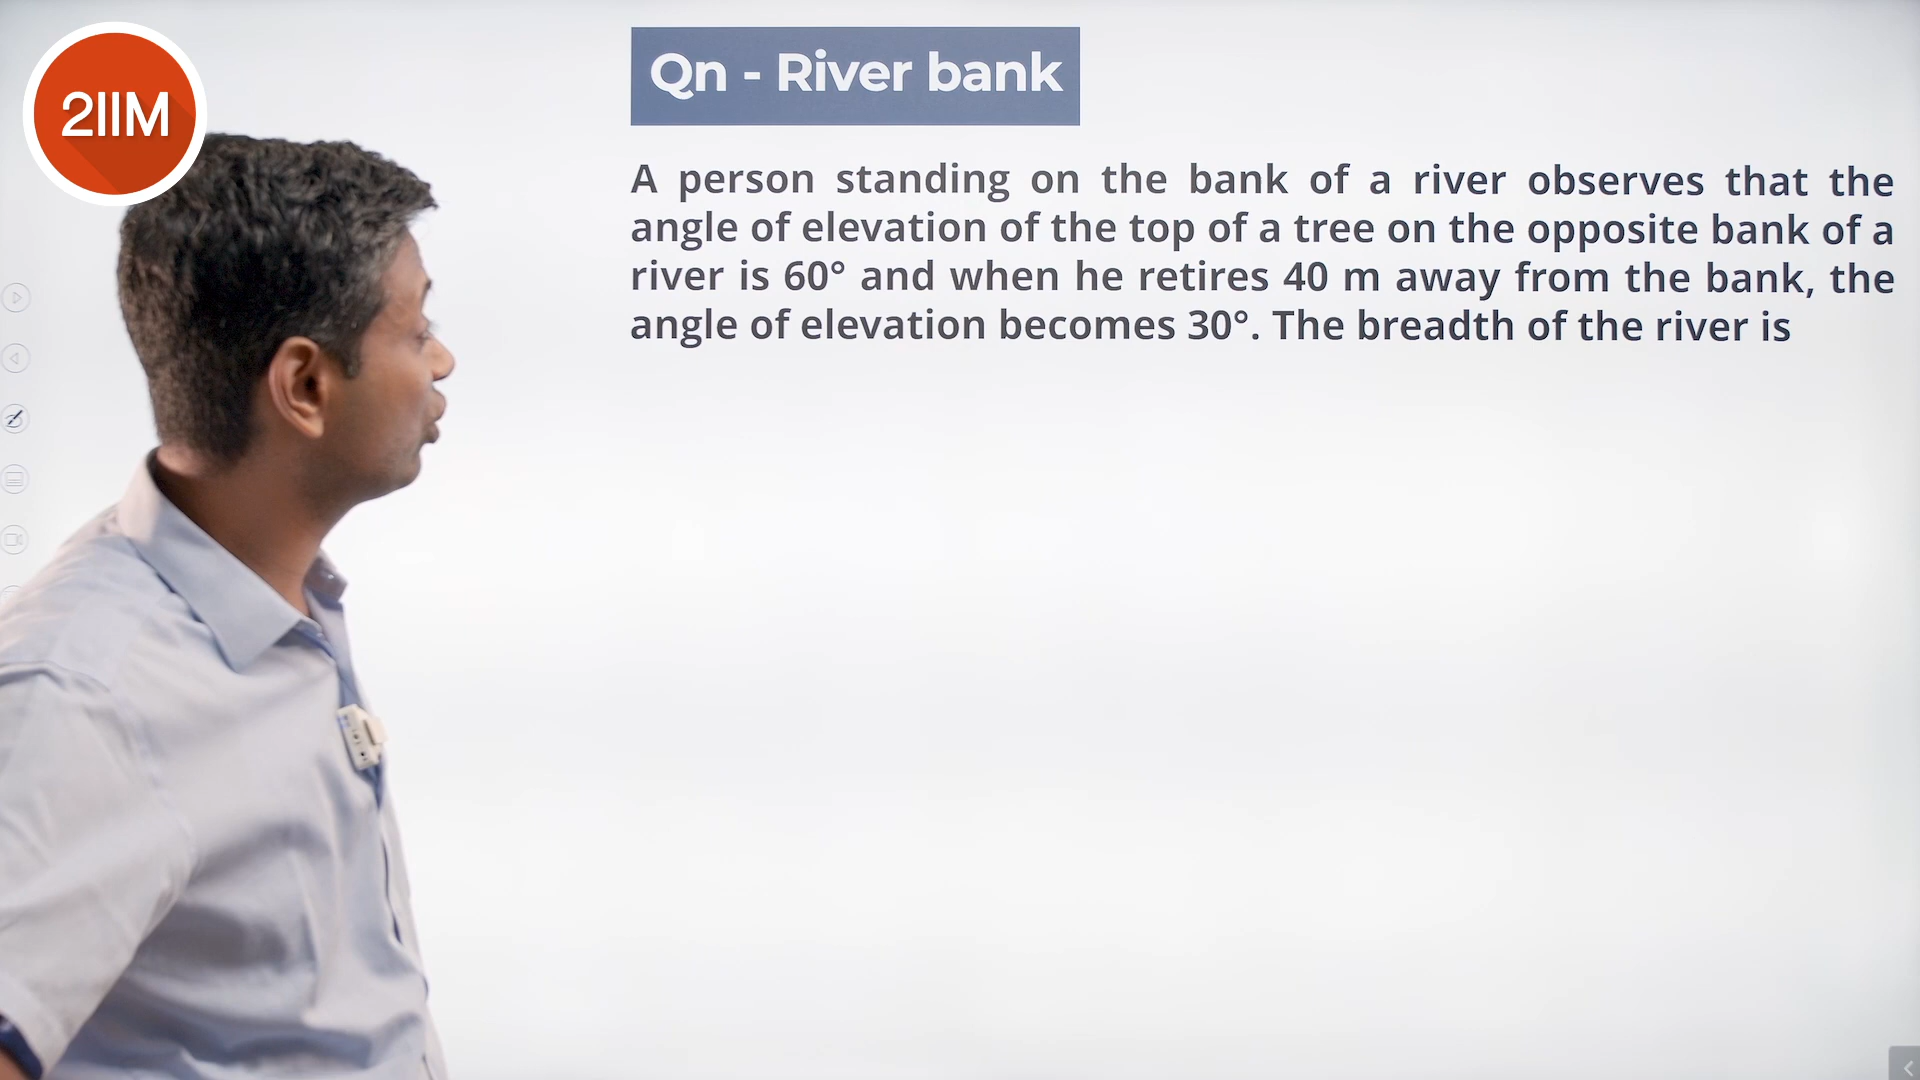 2IIM
Qn - River bank
A person standing on the bank of a river observes that the
angle of elevation of the top of a tree on the opposite bank of a
river is 60° and when he retires 40 m away from the bank, the
angle of elevation becomes 30°. The breadth of the river is